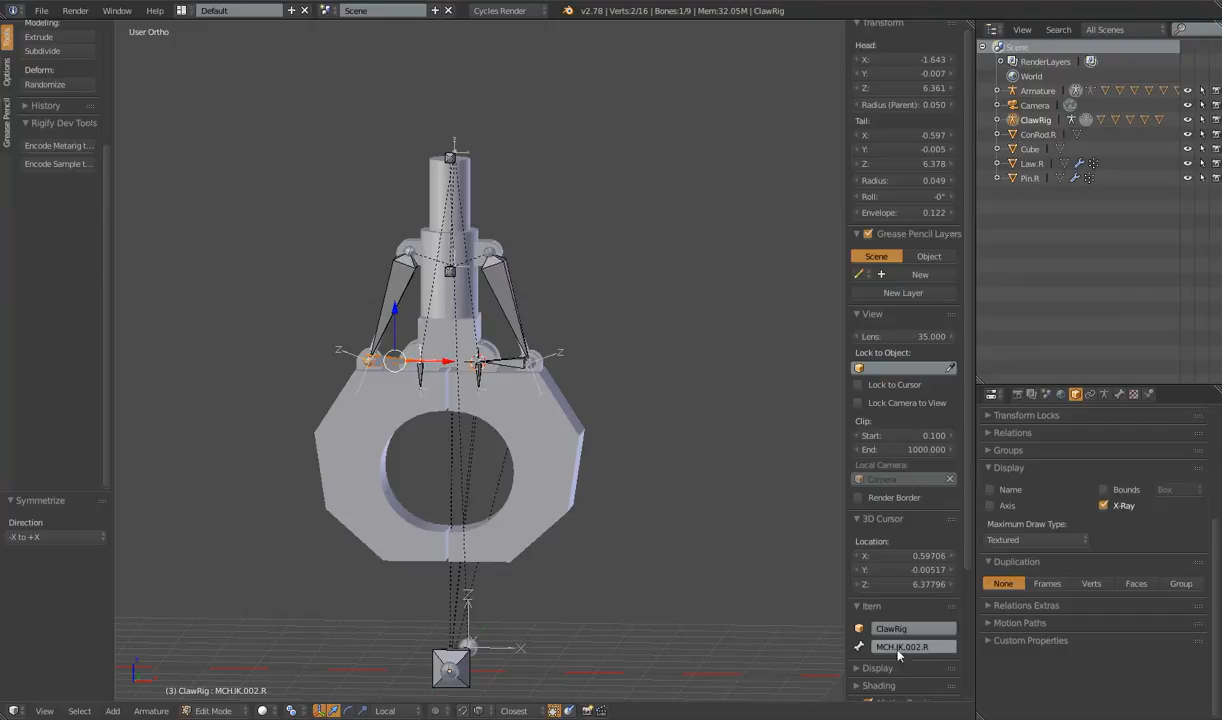 File Render Window Help Default Scene Cycles Render v2.78 | Verts:2/16 | Bones:1/9 | Mem:32.05M | ClawRig View Search All Scenes
Tools
Options
Grease Pencil
Modeling:
Extrude
Subdivide
Deform:
Randomize
History
Rigify Dev Tools
Encode Metarig t...
Encode Sample t...
Symmetrize
Direction
-X to +X
User Ortho
Z
Z
Z
X
(3) ClawRig : MCH.IK.002.R
Transform
Head:
X: -1.643
Y: -0.007
Z: 6.361
Radius (Parent): 0.050
Tail:
X: -0.597
Y: -0.005
Z: 6.378
Radius: 0.049
Roll: -0°
Envelope: 0.122
Grease Pencil Layers
Scene Object
New
New Layer
View
Lens: 35.000
Lock to Object:
Lock to Cursor
Lock Camera to View
Clip:
Start: 0.100
End: 1000.000
Local Camera:
Camera
Render Border
3D Cursor
Location:
X: 0.59706
Y: -0.00517
Z: 6.37796
Item
ClawRig
MCH.IK.002.R
Display
Shading
Scene
RenderLayers
World
Armature
Camera
ClawRig
ConRod.R
Cube
Law.R
Pin.R
Transform Locks
Relations
Groups
Display
Name Bounds Box
Axis X-Ray
Maximum Draw Type:
Textured
Duplication
None Frames Verts Faces Group
Relations Extras
Motion Paths
Custom Properties
View Select Add Armature Edit Mode Local Closest